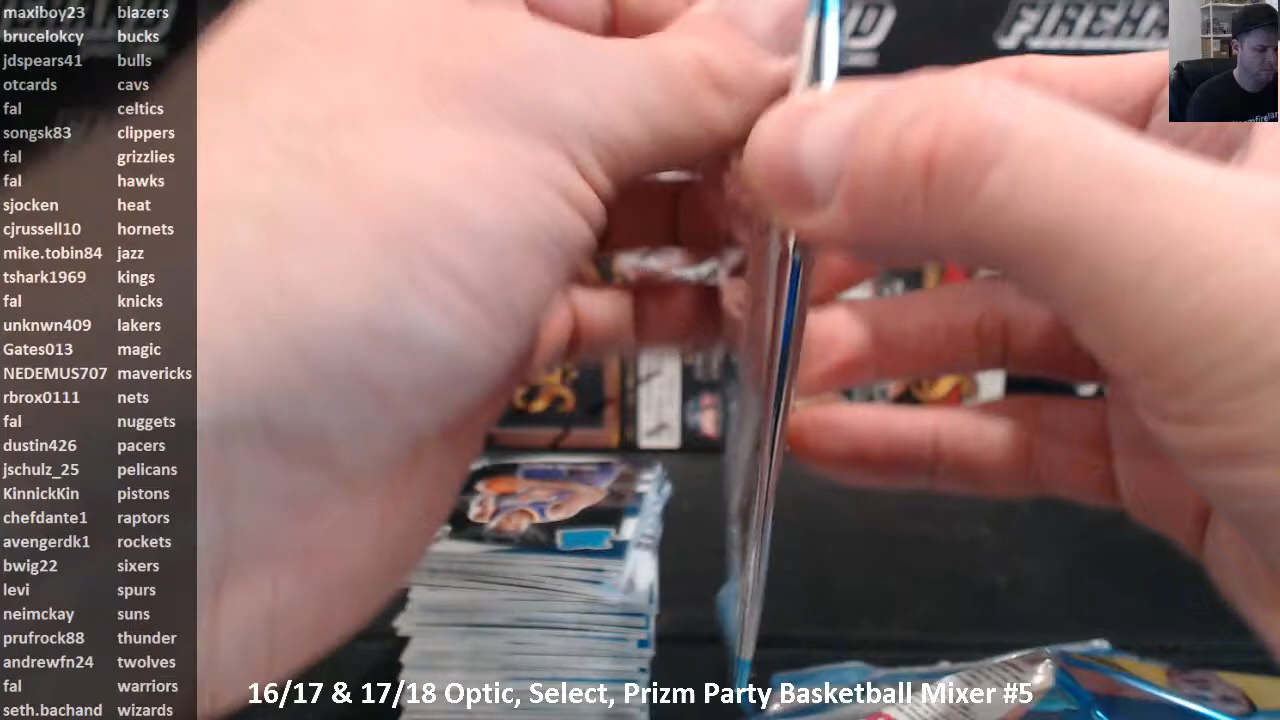 maxiboy23 blazers
brucelokcy bucks
jdspears41 bulls
otcards cavs
fal celtics
songsk83 clippers
fal grizzlies
fal hawks
sjocken heat
cjrussell10 hornets
mike.tobin84 jazz
tshark1969 kings
fal knicks
unknwn409 lakers
Gates013 magic
NEDEMUS707 mavericks
rbrox0111 nets
fal nuggets
dustin426 pacers
jschulz_25 pelicans
KinnickKin pistons
chefdante1 raptors
avengerdk1 rockets
bwig22 sixers
levi spurs
neimckay suns
prufrock88 thunder
andrewfn24 twolves
fal warriors
seth.bachand wizards
16/17 & 17/18 Optic, Select, Prizm Party Basketball Mixer #5